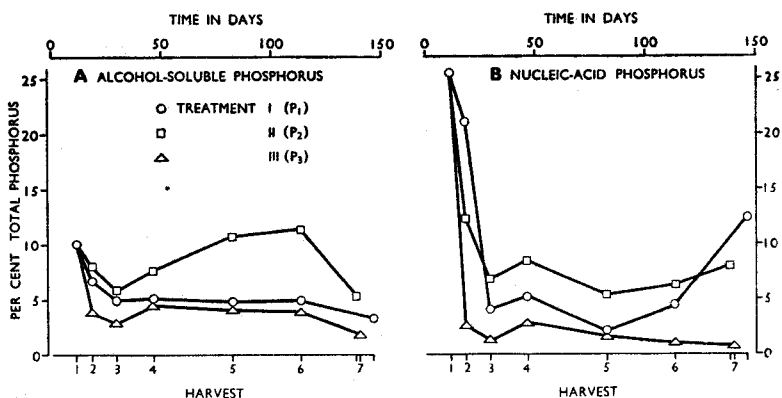 TIME IN DAYS
0 50 100 150
A ALCOHOL-SOLUBLE PHOSPHORUS
TREATMENT I (P1)
II (P2)
III (P3)
25
20
15
10
5
0
PER CENT TOTAL PHOSPHORUS
1 2 3 4 5 6 7
HARVEST
TIME IN DAYS
0 50 100 150
B NUCLEIC-ACID PHOSPHORUS
25
20
15
10
5
0
1 2 3 4 5 6 7
HARVEST